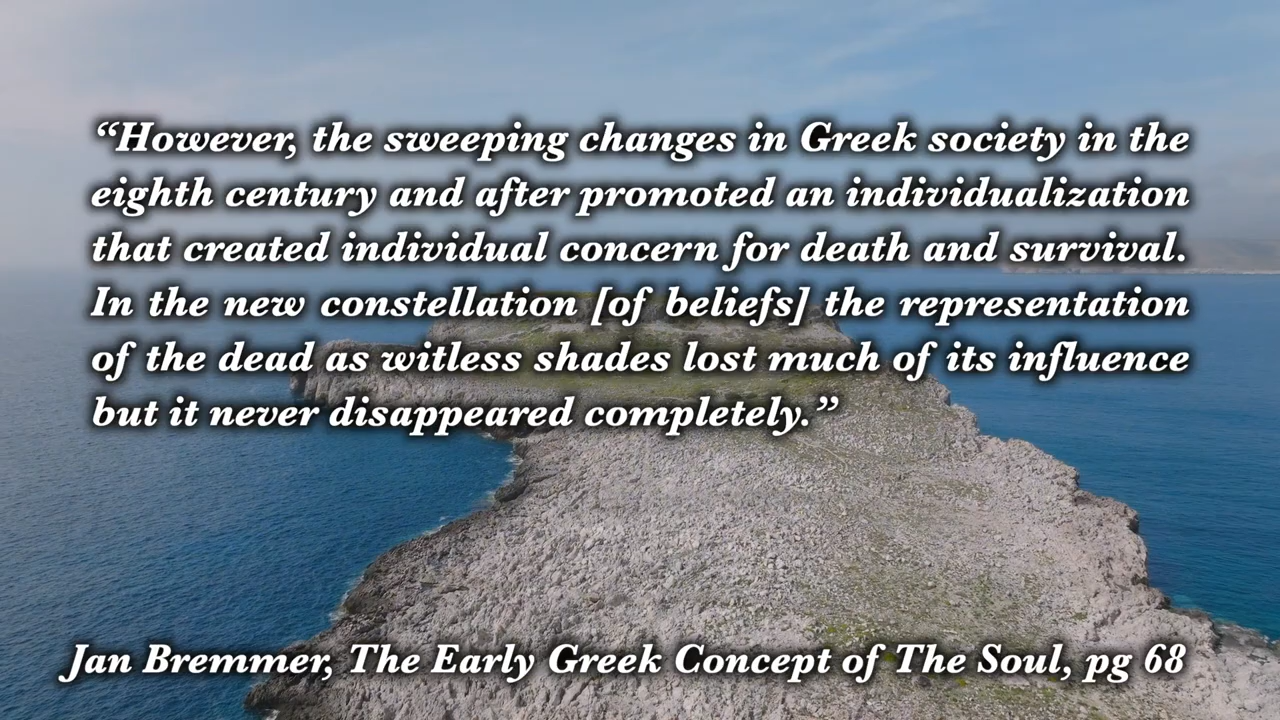 “However, the sweeping changes in Greek society in the
eighth century and after promoted an individualization
that created individual concern for death and survival.
In the new constellation [of beliefs] the representation
of the dead as witless shades lost much of its influence
but it never disappeared completely.”
Jan Bremmer, The Early Greek Concept of The Soul, pg 68